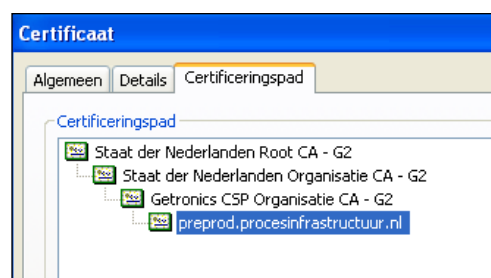 Certificaat
Algemeen Details Certificeringspad
Certificeringspad
Staat der Nederlanden Root CA - G2
Staat der Nederlanden Organisatie CA - G2
Getronics CSP Organisatie CA - G2
preprod.procesinfrastructuur.nl